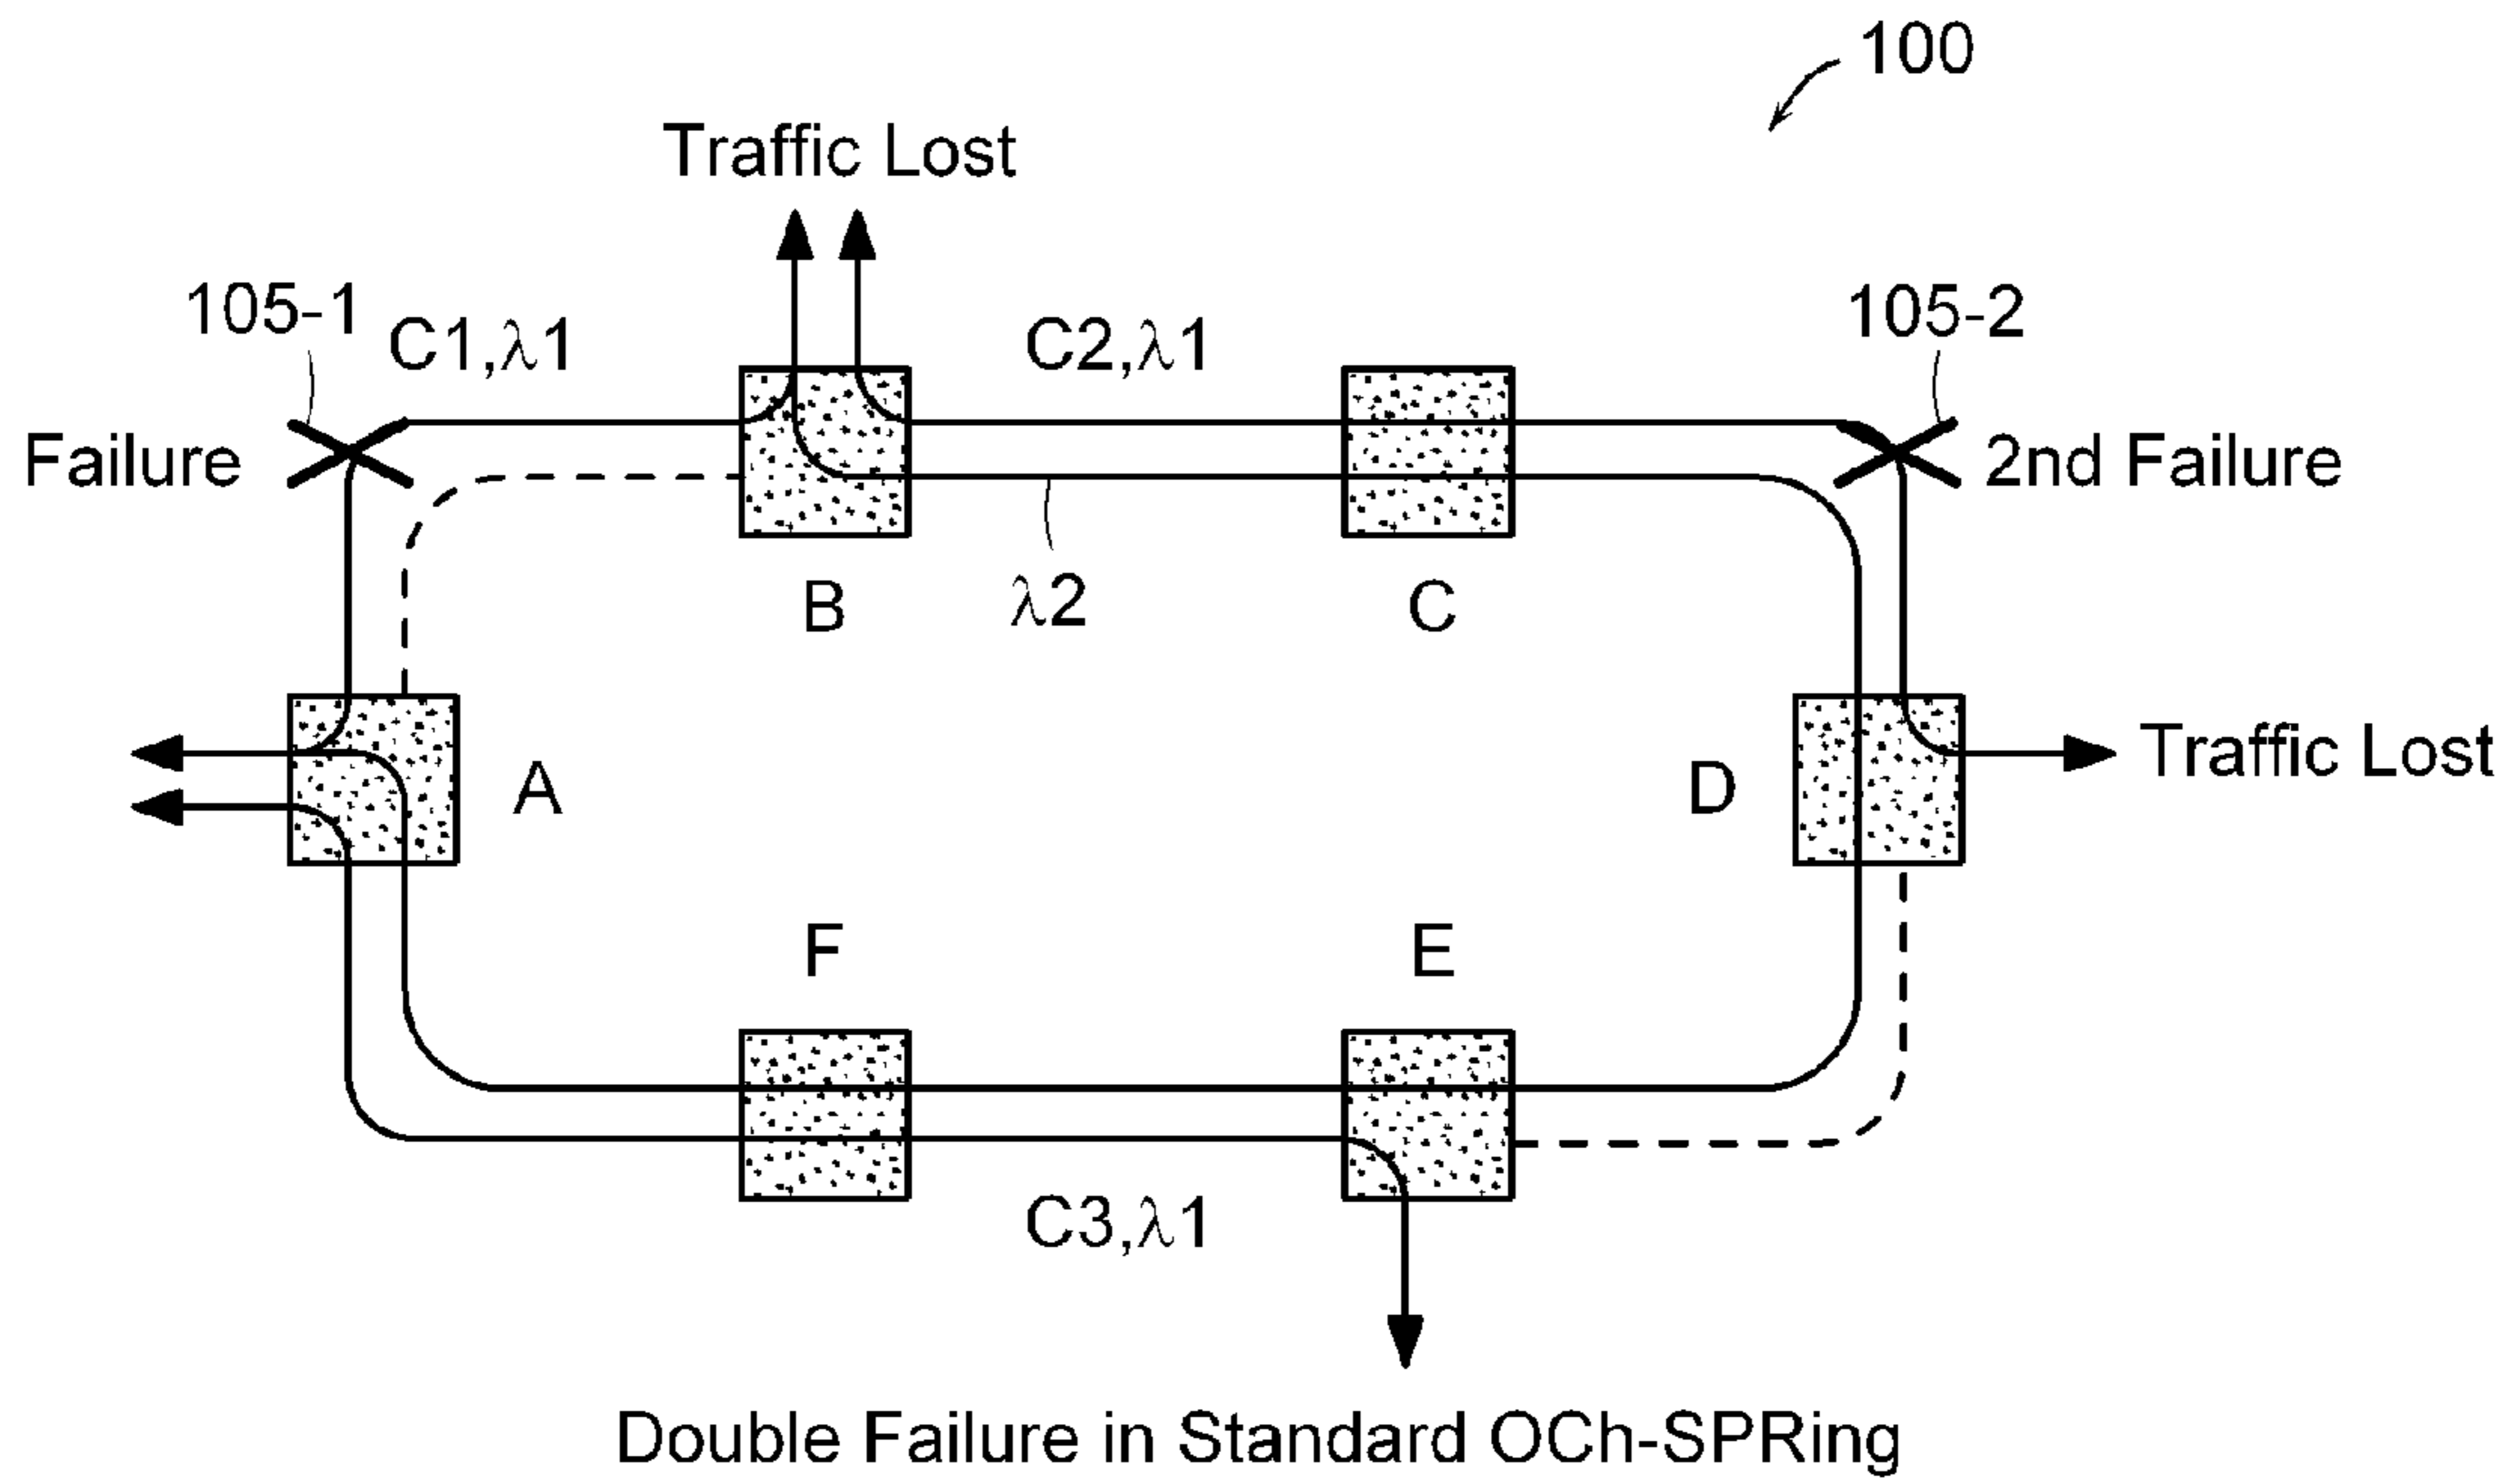 100
Traffic Lost
105-1
C1,λ1
C2,λ1
105-2
Failure
2nd Failure
B
λ2
C
A
D
Traffic Lost
F
E
C3,λ1
Double Failure in Standard OCh-SPRing